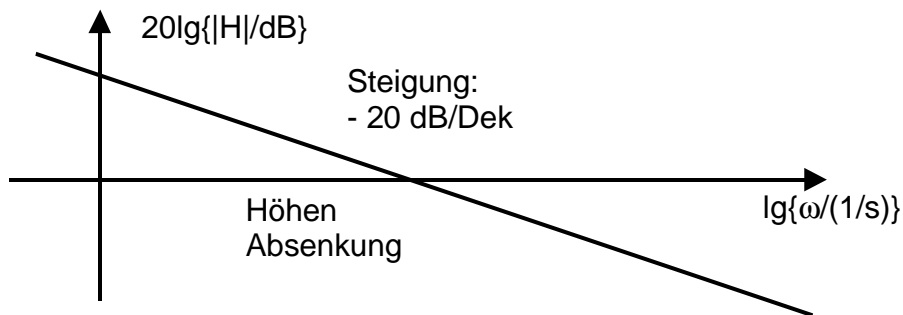 20lg{|H|/dB}
Steigung:
- 20 dB/Dek
lg{ω/(1/s)}
Höhen
Absenkung